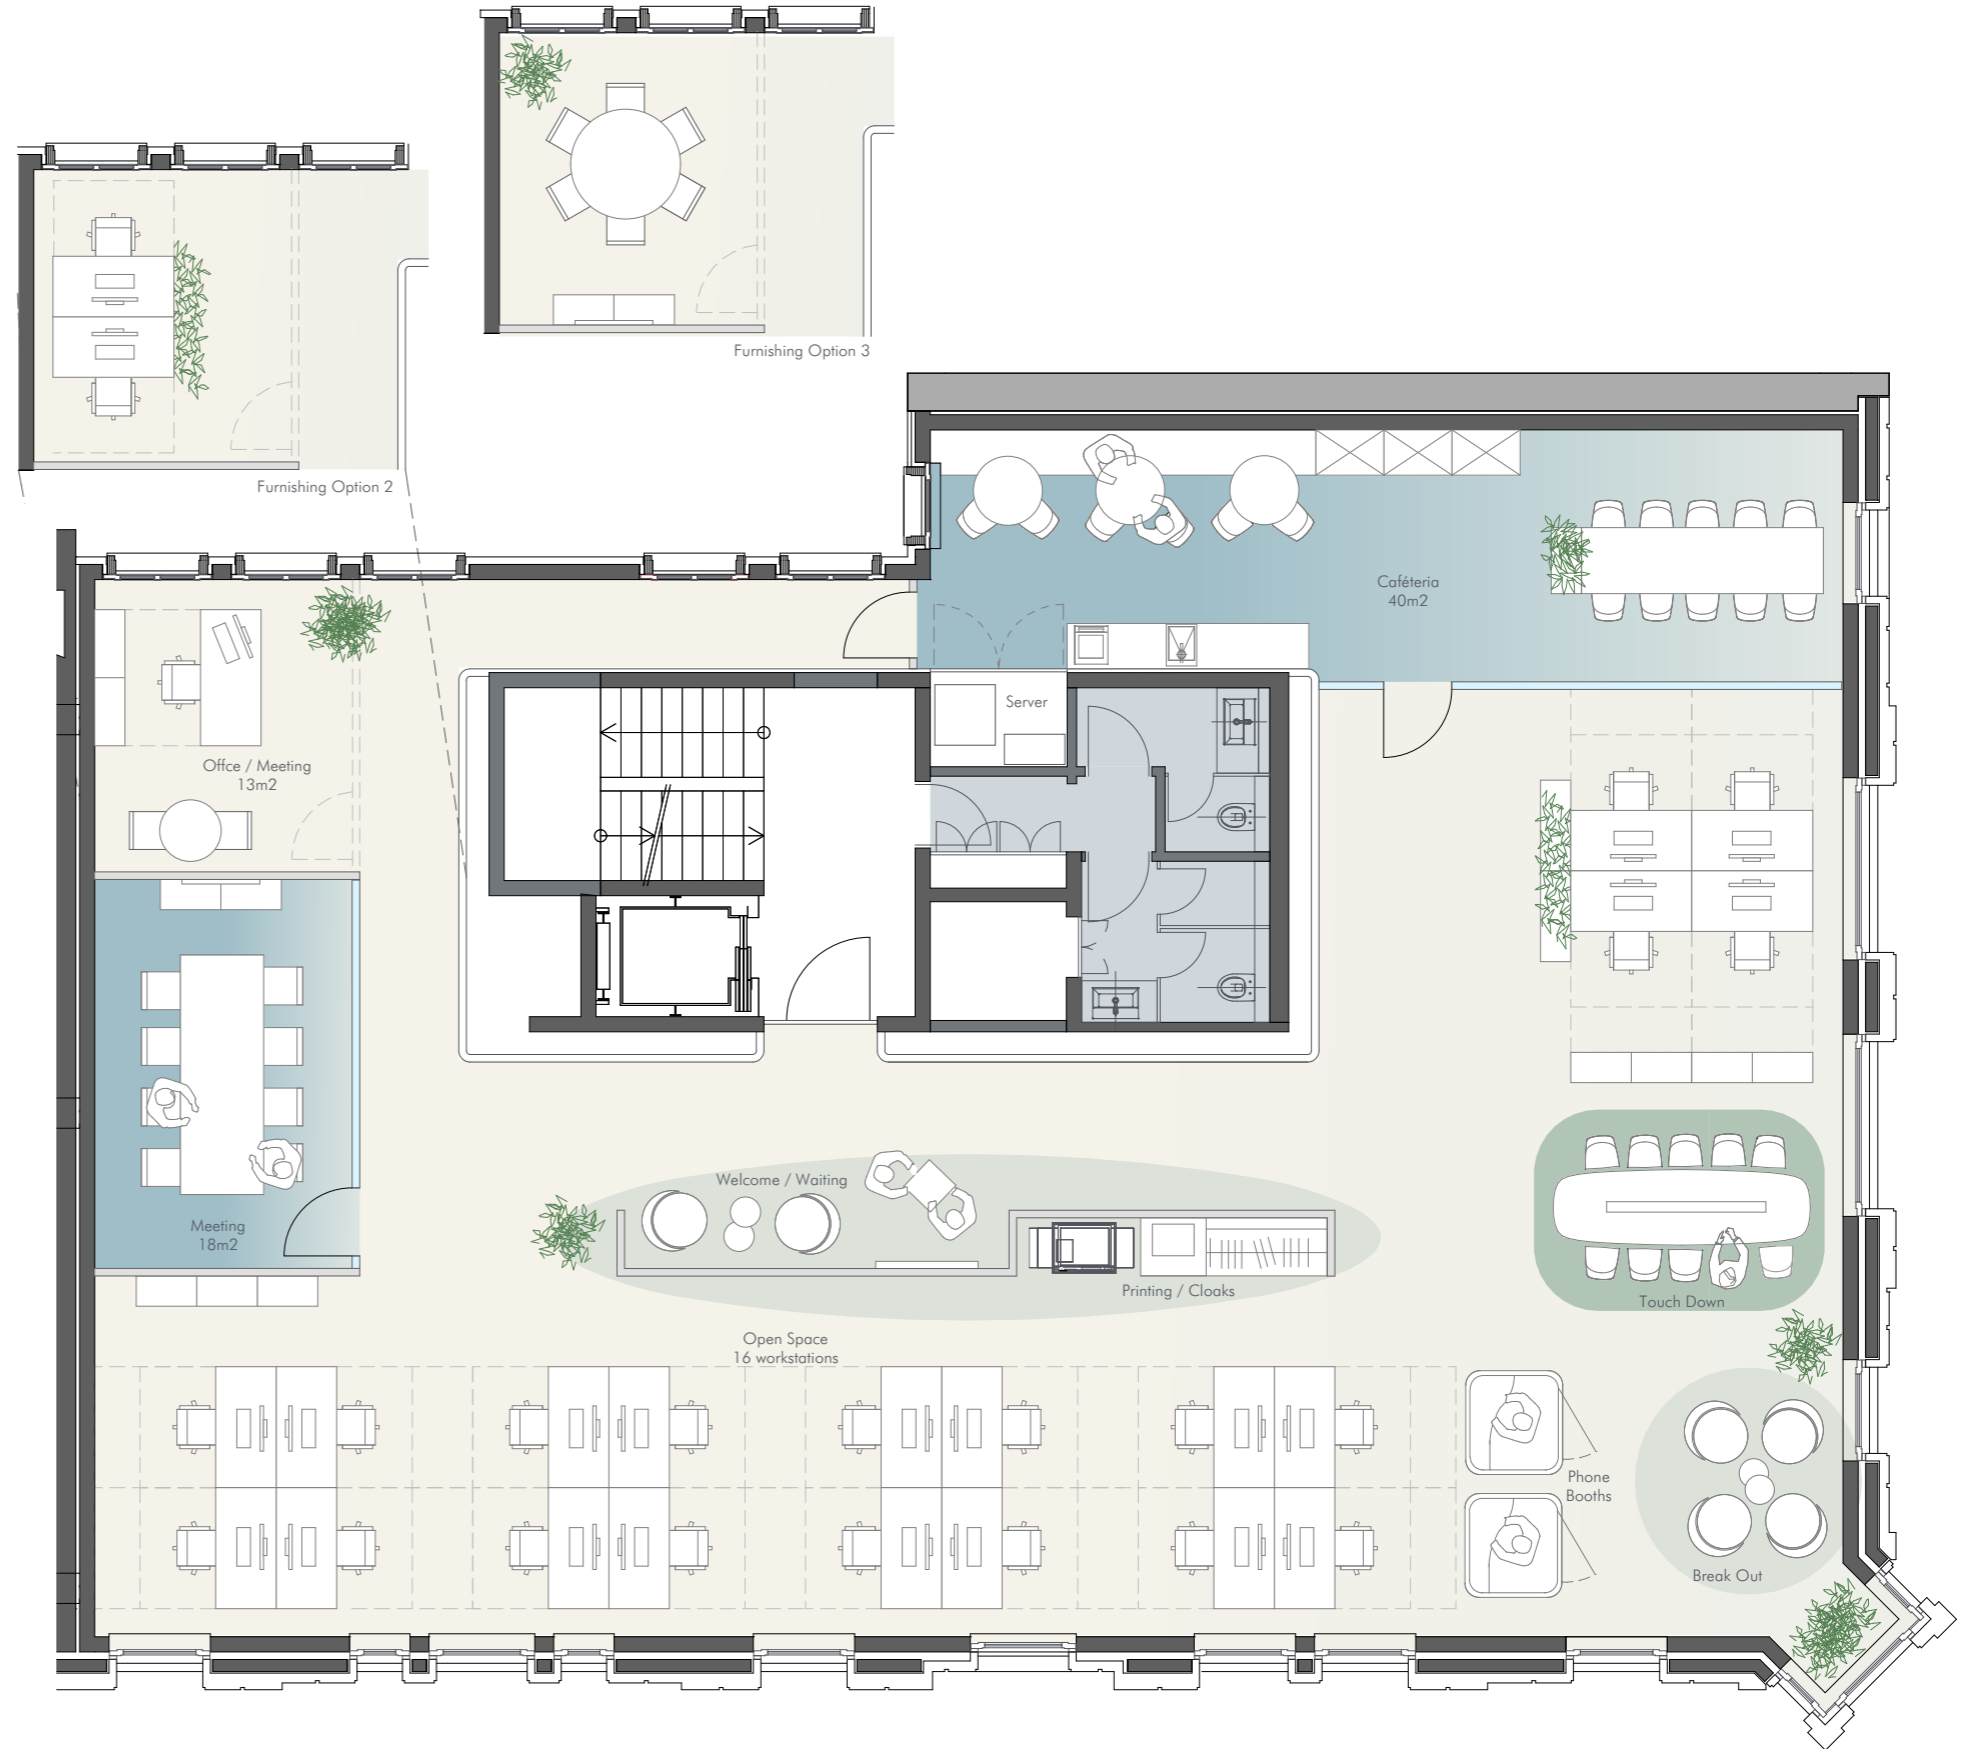 Furnishing Option 3
Furnishing Option 2
Caféteria
40m2
Server
Offce / Meeting
13m2
Welcome / Waiting
Meeting
18m2
Printing / Cloaks
Touch Down
Open Space
16 workstations
Phone
Booths
Break Out